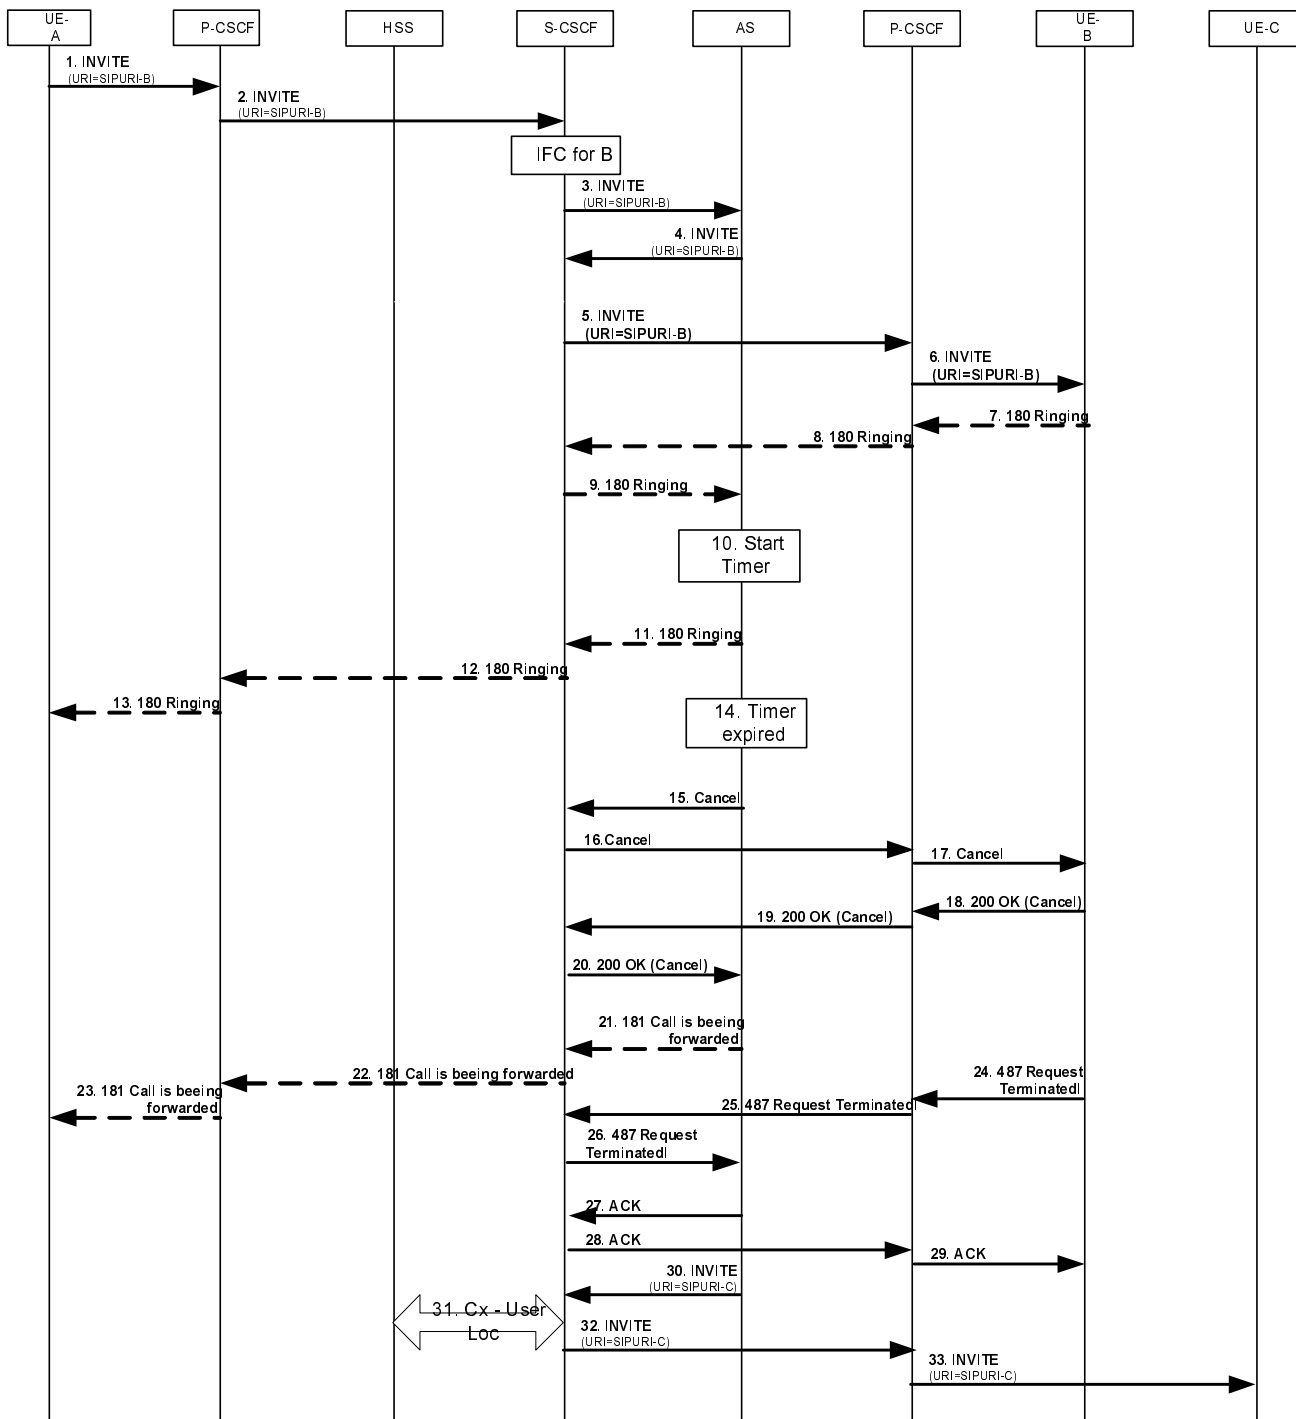 UE-
A
P-CSCF
HSS
S-CSCF
AS
P-CSCF
UE-
B
UE-C
1. INVITE
(URI=SIPURI-B)
2. INVITE
(URI=SIPURI-B)
IFC for B
3. INVITE
(URI=SIPURI-B)
4. INVITE
(URI=SIPURI-B)
5. INVITE
(URI=SIPURI-B)
6. INVITE
(URI=SIPURI-B)
7. 180 Ringing
8. 180 Ringing
9. 180 Ringing
10. Start
Timer
11. 180 Ringing
12. 180 Ringing
13. 180 Ringing
14. Timer
expired
15. Cancel
16.Cancel
17. Cancel
18. 200 OK (Cancel)
19. 200 OK (Cancel)
20. 200 OK (Cancel)
21. 181 Call is beeing
forwarded
22. 181 Call is beeing forwarded
23. 181 Call is beeing
forwarded
24. 487 Request
Terminatedl
25. 487 Request Terminatedl
26. 487 Request
Terminatedl
27. ACK
28. ACK
29. ACK
30. INVITE
(URI=SIPURI-C)
31. Cx - User
Loc
32. INVITE
(URI=SIPURI-C)
33. INVITE
(URI=SIPURI-C)